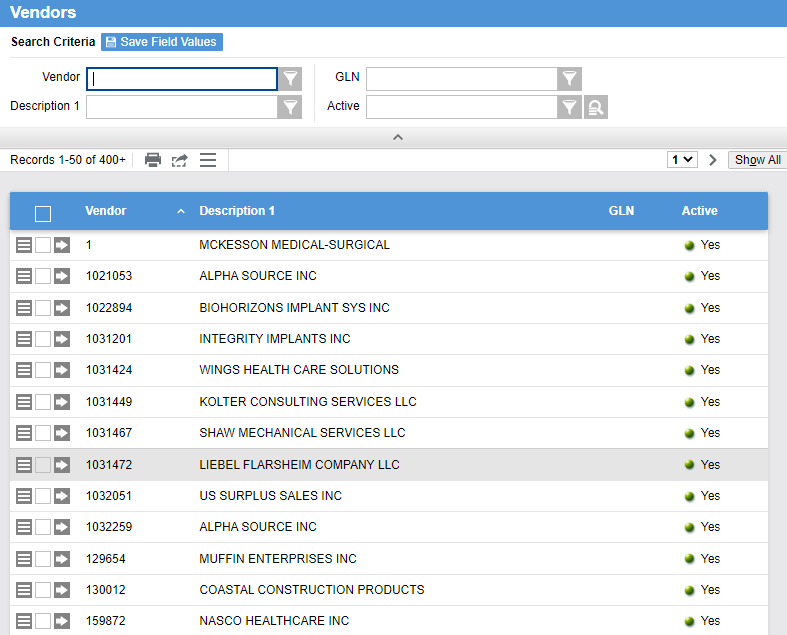 Vendors
Search Criteria Save Field Values
Vendor GLN
Description 1 Active
Records 1-50 of 400+ 1 Show All
Vendor Description 1 GLN Active
1 MCKESSON MEDICAL-SURGICAL Yes
1021053 ALPHA SOURCE INC Yes
1022894 BIOHORIZONS IMPLANT SYS INC Yes
1031201 INTEGRITY IMPLANTS INC Yes
1031424 WINGS HEALTH CARE SOLUTIONS Yes
1031449 KOLTER CONSULTING SERVICES LLC Yes
1031467 SHAW MECHANICAL SERVICES LLC Yes
1031472 LIEBEL FLARSHEIM COMPANY LLC Yes
1032051 US SURPLUS SALES INC Yes
1032259 ALPHA SOURCE INC Yes
129654 MUFFIN ENTERPRISES INC Yes
130012 COASTAL CONSTRUCTION PRODUCTS Yes
159872 NASCO HEALTHCARE INC Yes